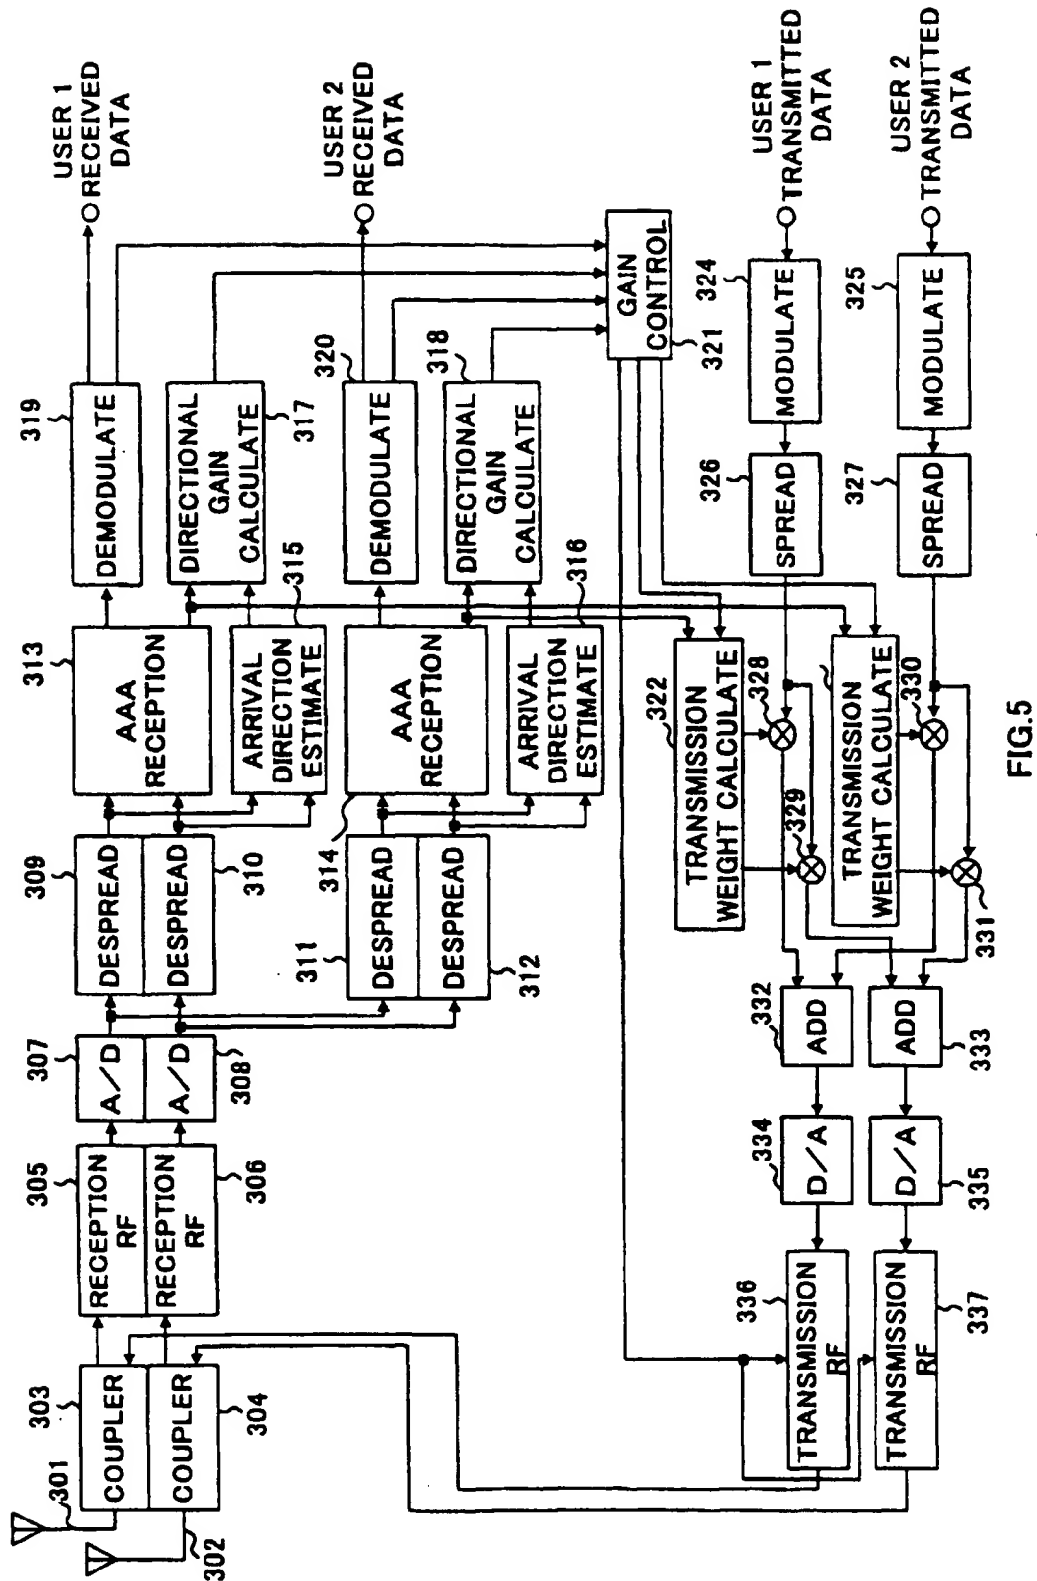 301
302
303
COUPLER
COUPLER
304
305
RECEPTION
RF
RECEPTION
RF
306
307
A/D
A/D
308
309
DESPREAD
DESPREAD
310
311
DESPREAD
DESPREAD
312
313
AAA
RECEPTION
ARRIVAL
DIRECTION
ESTIMATE
315
314
AAA
RECEPTION
ARRIVAL
DIRECTION
ESTIMATE
316
319
DEMODULATE
DIRECTIONAL
GAIN
CALCULATE
317
320
DEMODULATE
318
DIRECTIONAL
GAIN
CALCULATE
USER 1
RECEIVED
DATA
USER 2
RECEIVED
DATA
GAIN
CONTROL
321
322
TRANSMISSION
WEIGHT CALCULATE
328
329
TRANSMISSION
WEIGHT CALCULATE
330
331
USER 1
TRANSMITTED
DATA
USER 2
TRANSMITTED
DATA
324
MODULATE
325
MODULATE
326
SPREAD
327
SPREAD
332
ADD
ADD
333
334
D/A
D/A
335
336
TRANSMISSION
RF
TRANSMISSION
RF
337
FIG.5